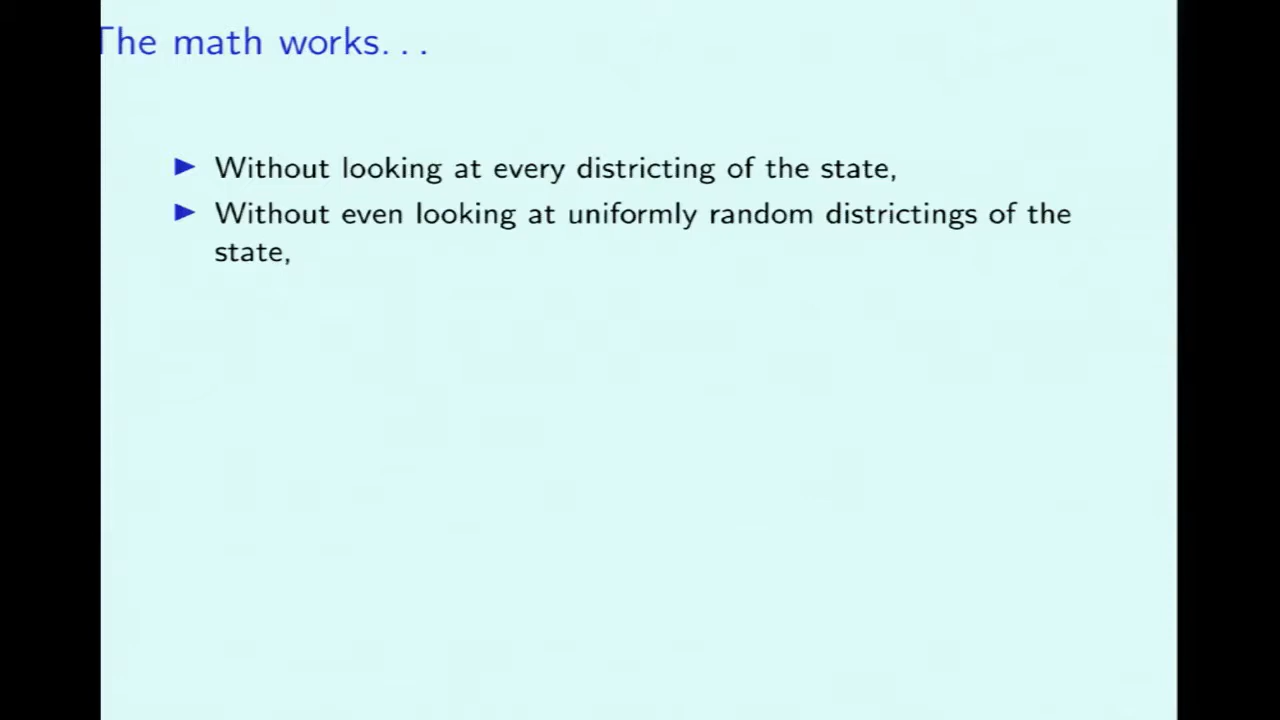 The math works. . .
Without looking at every districting of the state,
Without even looking at uniformly random districtings of the
state,